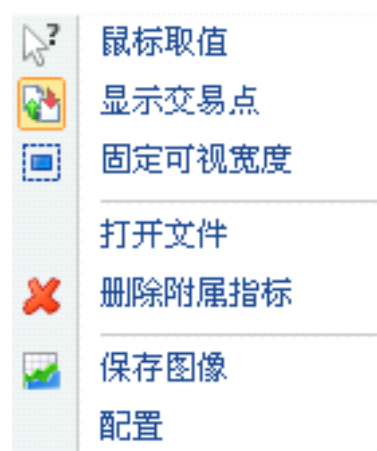 鼠标取值
显示交易点
固定可视宽度
打开文件
删除附属指标
保存图像
配置